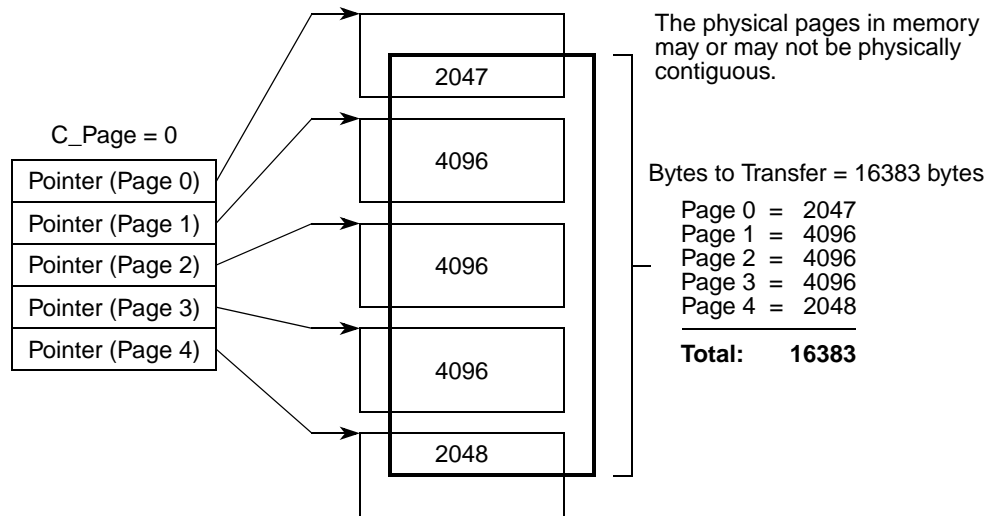 The physical pages in memory
may or may not be physically
contiguous.
C_Page = 0
Pointer (Page 0)
Pointer (Page 1)
Pointer (Page 2)
Pointer (Page 3)
Pointer (Page 4)
2047
4096
4096
4096
2048
Bytes to Transfer = 16383 bytes
Page 0 = 2047
Page 1 = 4096
Page 2 = 4096
Page 3 = 4096
Page 4 = 2048
Total: 16383